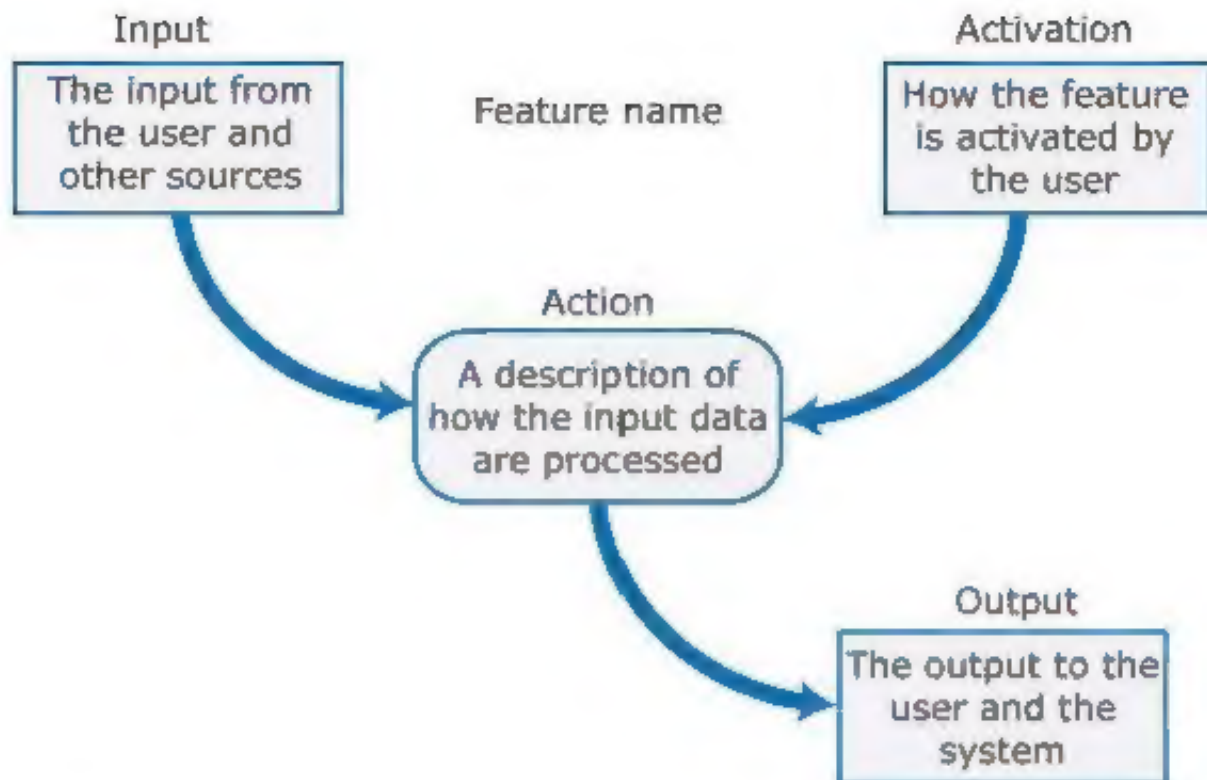 Input
The input from
the user and
other sources
Feature name
Activation
How the feature
is activated by
the user
Action
A description of
how the input data
are processed
Output
The output to the
user and the
system